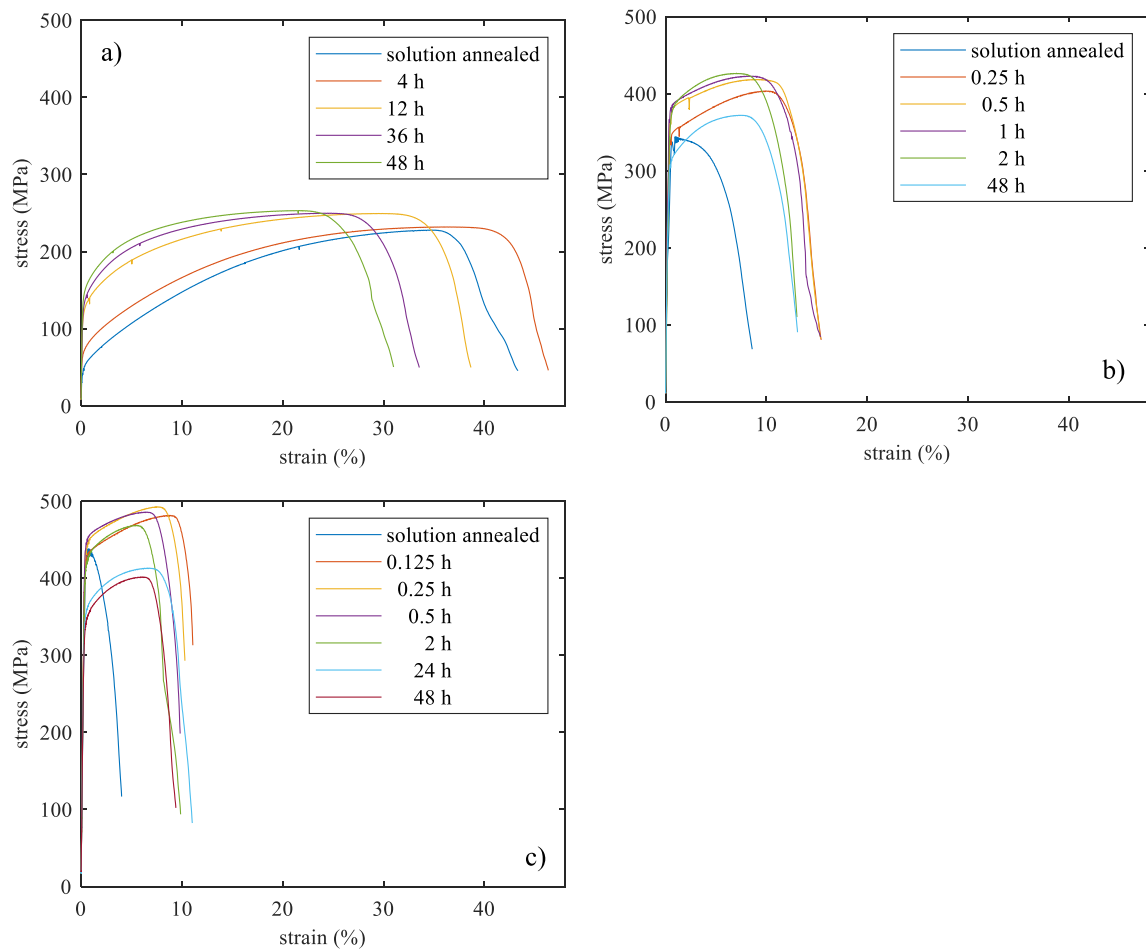 500
400
300
200
100
0
stress (MPa)
a)
solution annealed
4 h
12 h
36 h
48 h
0 10 20 30 40
strain (%)
500
400
300
200
100
0
stress (MPa)
solution annealed
0.25 h
0.5 h
1 h
2 h
48 h
b)
0 10 20 30 40
strain (%)
500
400
300
200
100
0
stress (MPa)
solution annealed
0.125 h
0.25 h
0.5 h
2 h
24 h
48 h
c)
0 10 20 30 40
strain (%)